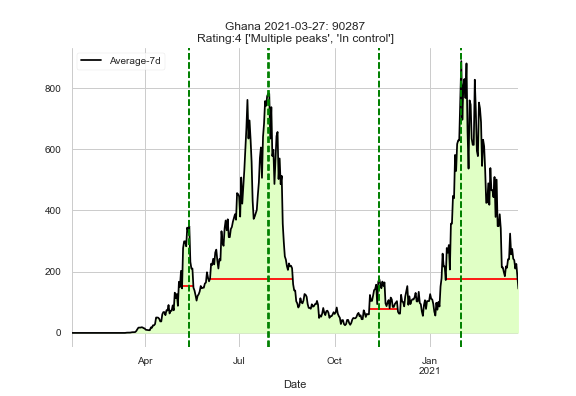 Ghana 2021-03-27: 90287
Rating:4 ['Multiple peaks', 'In control']
Average-7d
800
600
400
200
0
Apr
Jul
Oct
Jan
2021
Date